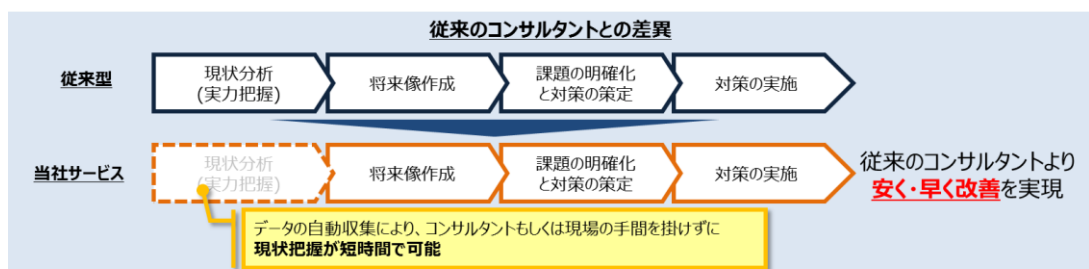 従来のコンサルタントとの差異
従来型
現状分析
(実力把握)
将来像作成
課題の明確化
と対策の策定
対策の実施
当社サービス
現状分析
(実力把握)
将来像作成
課題の明確化
と対策の策定
対策の実施
従来のコンサルタントより
安く・早く改善を実現
データの自動収集により、コンサルタントもしくは現場の手間を掛けずに
現状把握が短時間で可能